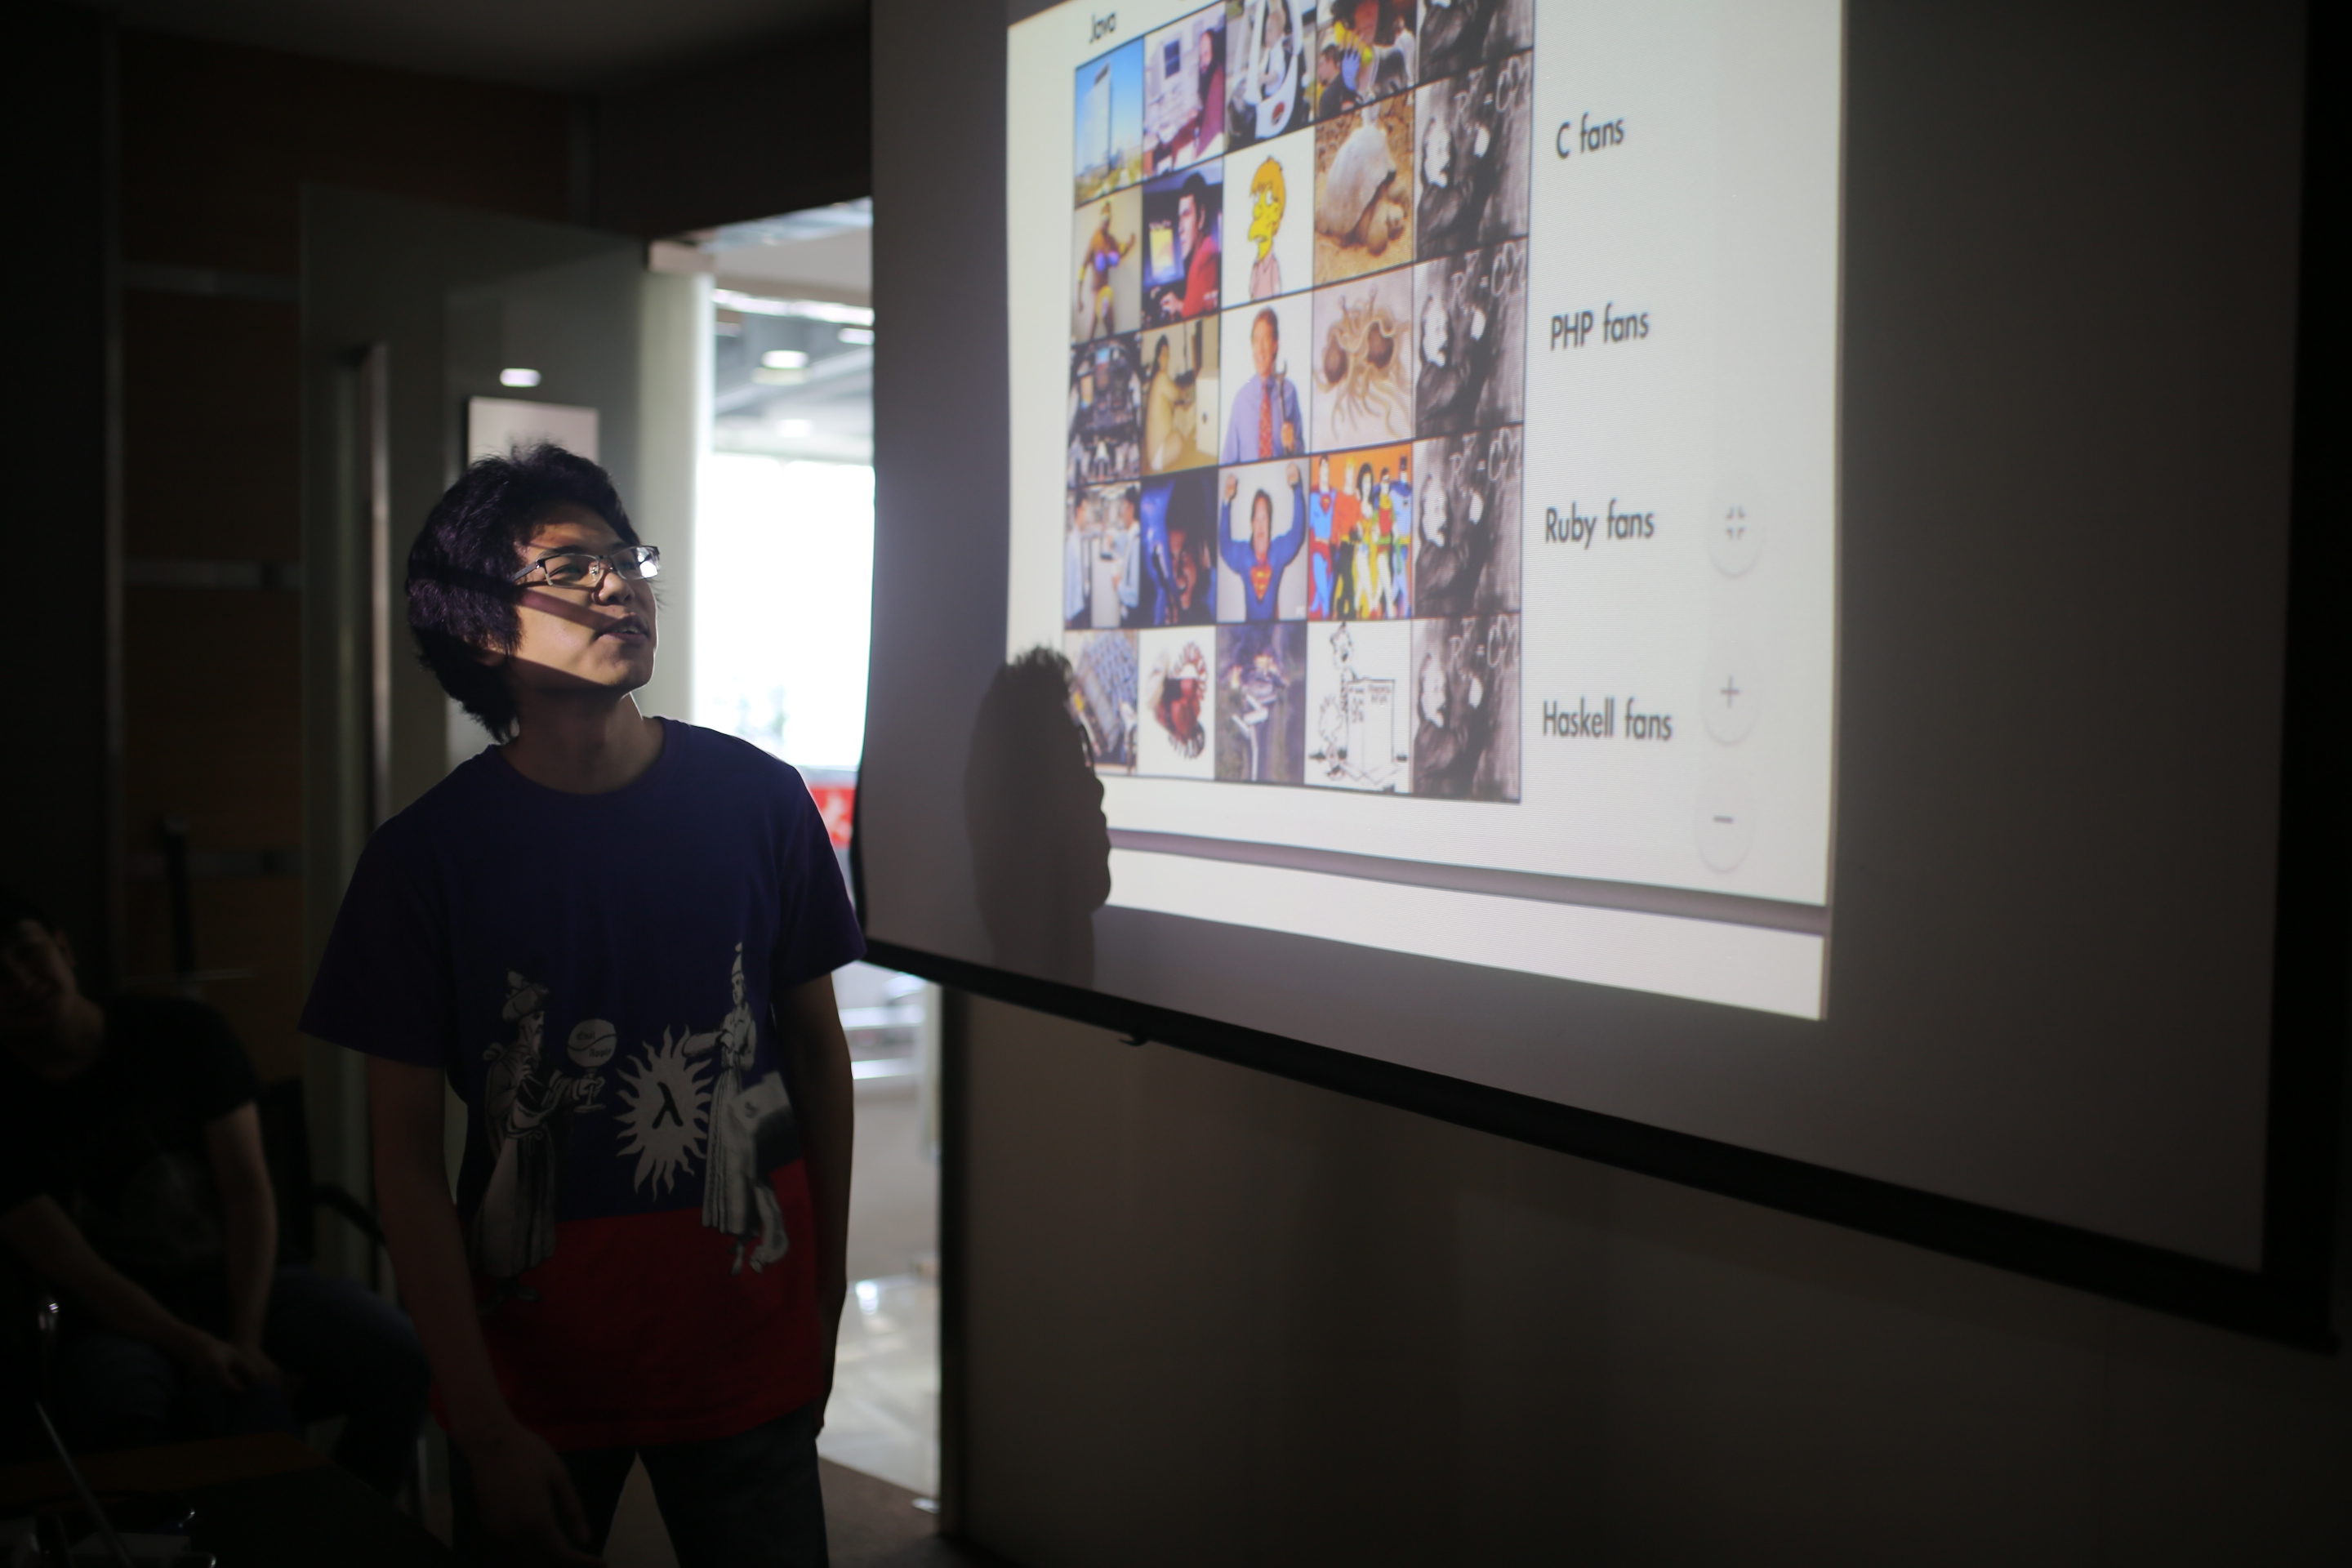 Java
C fans
PHP fans
Ruby fans
Haskell fans
λ